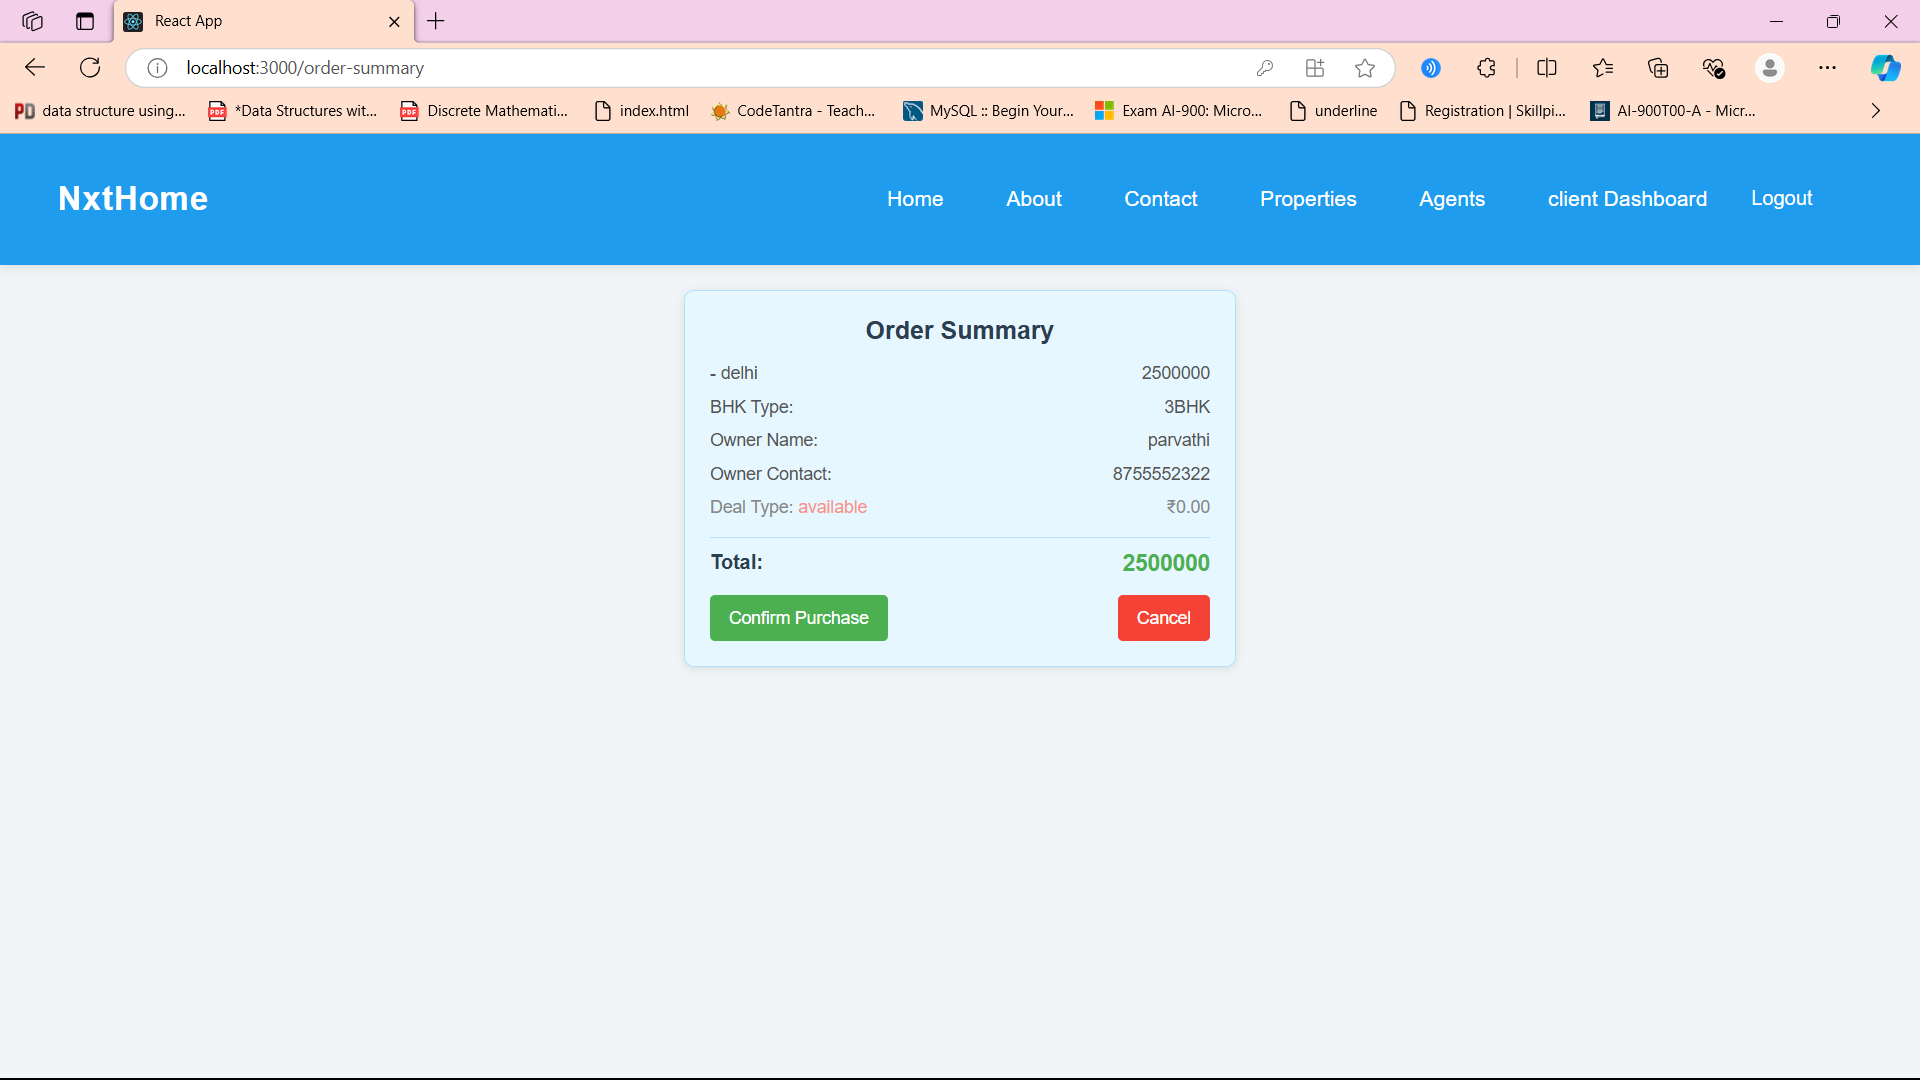 React App
localhost:3000/order-summary
data structure using... *Data Structures wit... Discrete Mathemati... index.html CodeTantra - Teach... MySQL :: Begin Your... Exam AI-900: Micro... underline Registration | Skillpi... AI-900T00-A - Micr...
NxtHome Home About Contact Properties Agents client Dashboard Logout
Order Summary
- delhi 2500000
BHK Type: 3BHK
Owner Name: parvathi
Owner Contact: 8755552322
Deal Type: available ₹0.00
Total: 2500000
Confirm Purchase Cancel